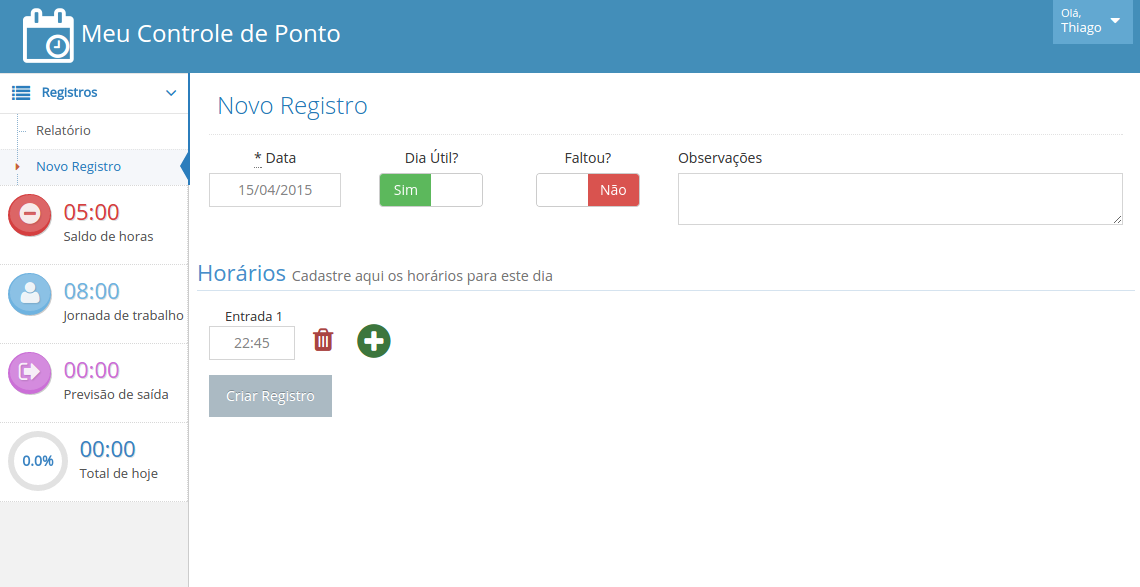 Meu Controle de Ponto
Olá,
Thiago
Registros
Relatório
Novo Registro
05:00
Saldo de horas
08:00
Jornada de trabalho
00:00
Previsão de saída
0.0%
00:00
Total de hoje
Novo Registro
* Data
Dia Útil?
Faltou?
Observações
15/04/2015
Sim
Não
Horários Cadastre aqui os horários para este dia
Entrada 1
22:45
Criar Registro